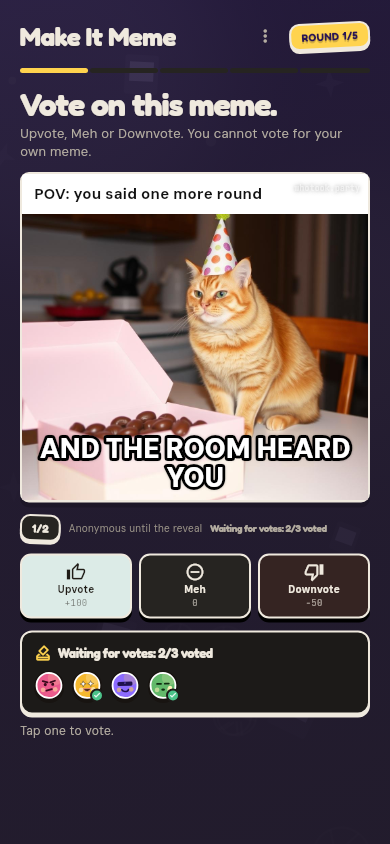 Make It Meme
ROUND 1/5
Vote on this meme.
Upvote, Meh or Downvote. You cannot vote for your
own meme.
POV: you said one more round
AND THE ROOM HEARD
YOU
1/2 Anonymous until the reveal Waiting for votes: 2/3 voted
Upvote
+100
Meh
0
Downvote
-50
Waiting for votes: 2/3 voted
Tap one to vote.